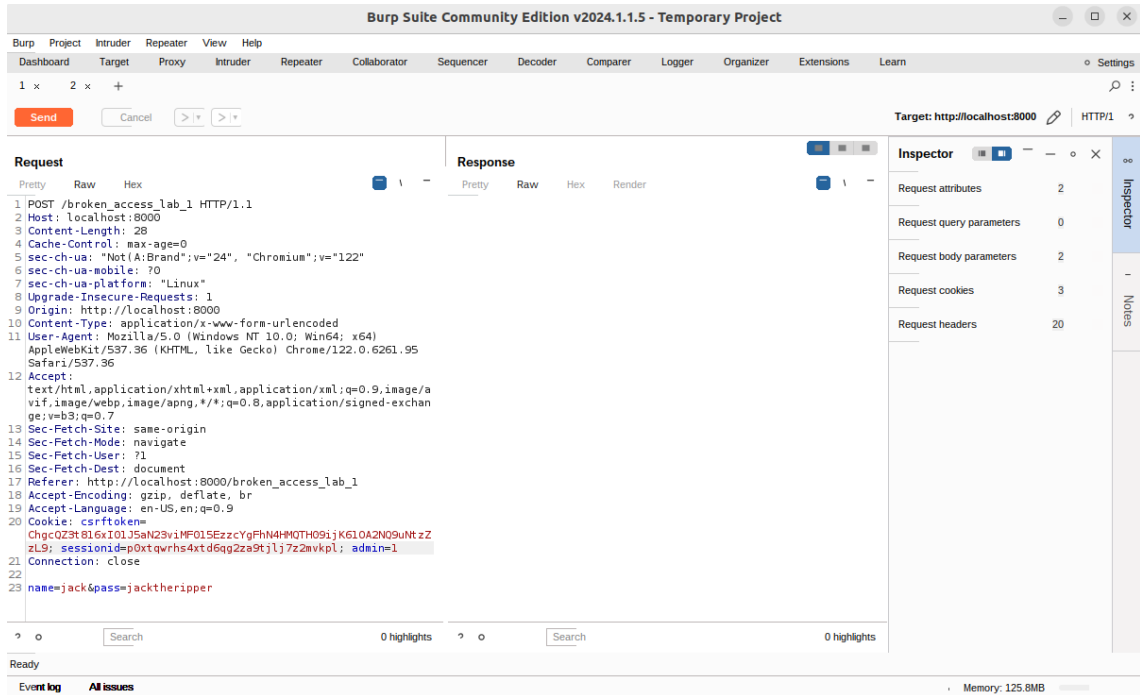 Burp Suite Community Edition v2024.1.1.5 - Temporary Project
Burp Project Intruder Repeater View Help
Dashboard Target Proxy Intruder Repeater Collaborator Sequencer Decoder Comparer Logger Organizer Extensions Learn Settings
1 × 2 × +
Send Cancel Target: http://localhost:8000 HTTP/1 ?
Request
Pretty Raw Hex
1 POST /broken_access_lab_1 HTTP/1.1
2 Host: localhost:8000
3 Content-Length: 28
4 Cache-Control: max-age=0
5 sec-ch-ua: "Not(A:Brand";v="24", "Chromium";v="122"
6 sec-ch-ua-mobile: ?0
7 sec-ch-ua-platform: "Linux"
8 Upgrade-Insecure-Requests: 1
9 Origin: http://localhost:8000
10 Content-Type: application/x-www-form-urlencoded
11 User-Agent: Mozilla/5.0 (Windows NT 10.0; Win64; x64)
AppleWebKit/537.36 (KHTML, like Gecko) Chrome/122.0.6261.95
Safari/537.36
12 Accept:
text/html,application/xhtml+xml,application/xml;q=0.9,image/a
vif,image/webp,image/apng,*/*;q=0.8,application/signed-exchan
ge;v=b3;q=0.7
13 Sec-Fetch-Site: same-origin
14 Sec-Fetch-Mode: navigate
15 Sec-Fetch-User: ?1
16 Sec-Fetch-Dest: document
17 Referer: http://localhost:8000/broken_access_lab_1
18 Accept-Encoding: gzip, deflate, br
19 Accept-Language: en-US,en;q=0.9
20 Cookie: csrftoken=
ChgcQZ3t816xI01J5aN23viMF015EzzcYgFhN4HMQTH09ijK610A2NQ9uNtzZ
zL9; sessionid=p0xtqwrhs4xtd6qg2za9tjlj7z2mvkpl; admin=1
21 Connection: close
22
23 name=jack&pass=jacktheripper
? Search 0 highlights
Response
Pretty Raw Hex Render
? Search 0 highlights
Inspector
Request attributes 2
Request query parameters 0
Request body parameters 2
Request cookies 3
Request headers 20
Inspector
Notes
Ready
Event log All issues Memory: 125.8MB